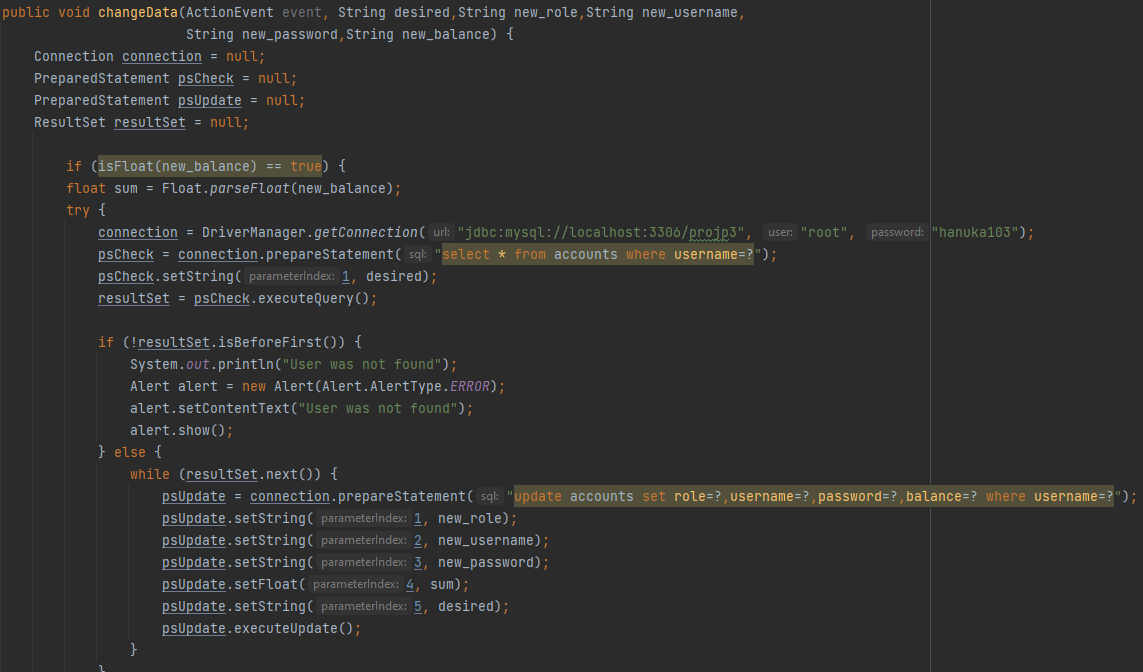 public void changeData(ActionEvent event, String desired,String new_role,String new_username,
String new_password,String new_balance) {
Connection connection = null;
PreparedStatement psCheck = null;
PreparedStatement psUpdate = null;
ResultSet resultSet = null;
if (isFloat(new_balance) == true) {
float sum = Float.parseFloat(new_balance);
try {
connection = DriverManager.getConnection( url: "jdbc:mysql://localhost:3306/projp3", user: "root", password: "hanuka103");
psCheck = connection.prepareStatement( sql: "select * from accounts where username=?");
psCheck.setString( parameterIndex: 1, desired);
resultSet = psCheck.executeQuery();
if (!resultSet.isBeforeFirst()) {
System.out.println("User was not found");
Alert alert = new Alert(Alert.AlertType.ERROR);
alert.setContentText("User was not found");
alert.show();
} else {
while (resultSet.next()) {
psUpdate = connection.prepareStatement( sql: "update accounts set role=?,username=?,password=?,balance=? where username=?");
psUpdate.setString( parameterIndex: 1, new_role);
psUpdate.setString( parameterIndex: 2, new_username);
psUpdate.setString( parameterIndex: 3, new_password);
psUpdate.setFloat( parameterIndex: 4, sum);
psUpdate.setString( parameterIndex: 5, desired);
psUpdate.executeUpdate();
}
}